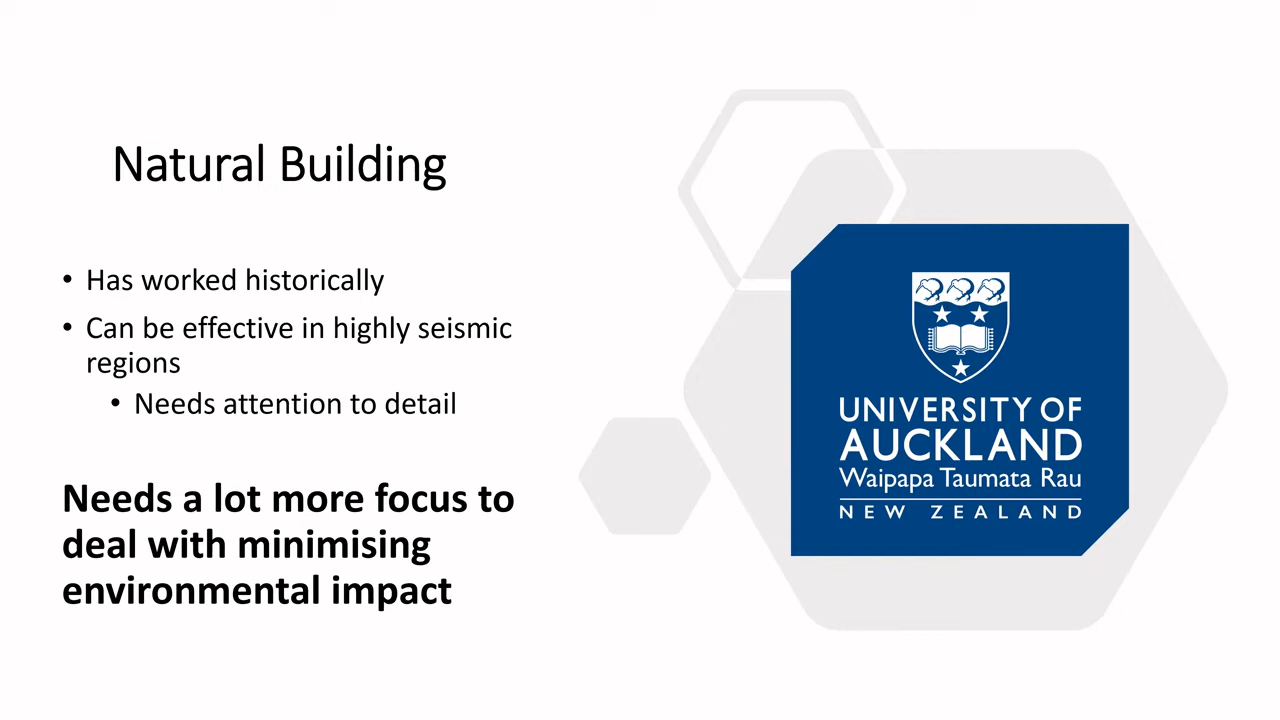 Natural Building
• Has worked historically
• Can be effective in highly seismic
regions
• Needs attention to detail
Needs a lot more focus to
deal with minimising
environmental impact
UNIVERSITY OF
AUCKLAND
Waipapa Taumata Rau
NEW ZEALAND